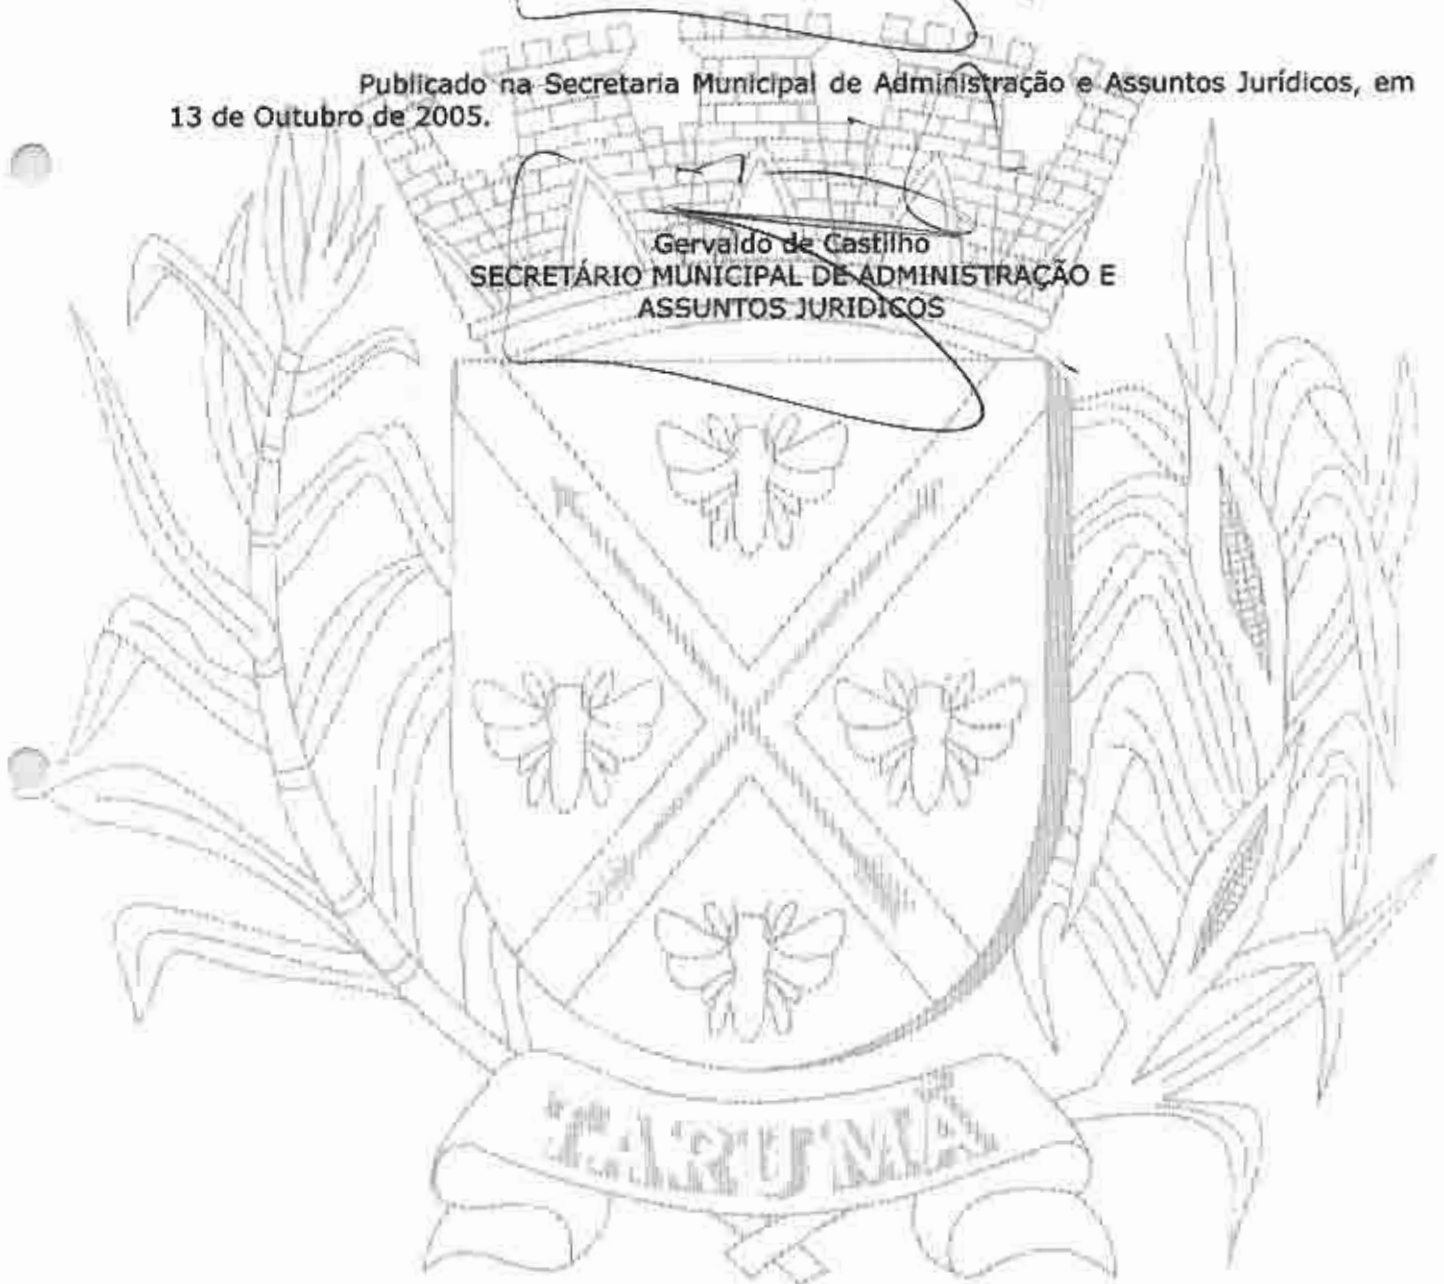 Publicado na Secretaria Municipal de Administração e Assuntos Jurídicos, em
13 de Outubro de 2005.
Gervaldo de Castilho
SECRETÁRIO MUNICIPAL DE ADMINISTRAÇÃO E
ASSUNTOS JURIDICOS
TARUMÃ